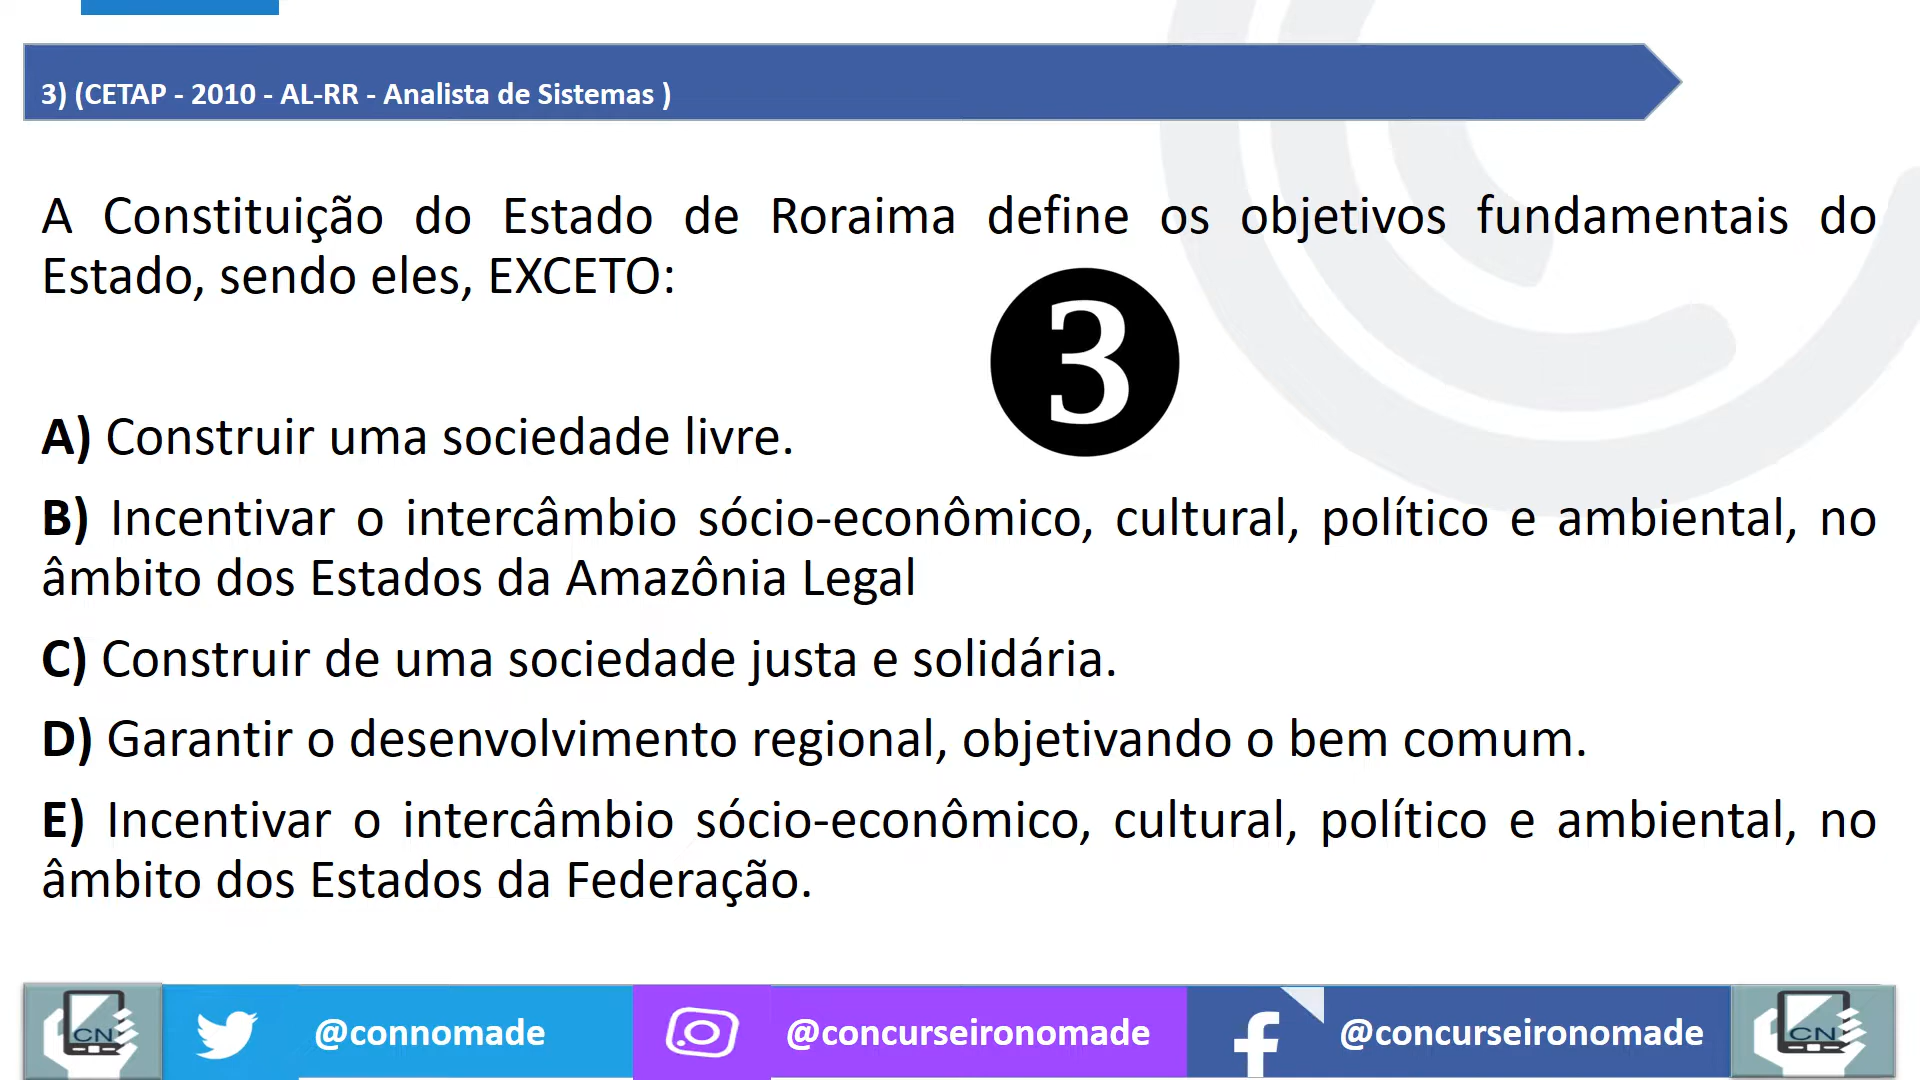 3) (CETAP - 2010 - AL-RR - Analista de Sistemas )
A Constituição do Estado de Roraima define os objetivos fundamentais do
Estado, sendo eles, EXCETO:
3
A) Construir uma sociedade livre.
B) Incentivar o intercâmbio sócio-econômico, cultural, político e ambiental, no
âmbito dos Estados da Amazônia Legal
C) Construir de uma sociedade justa e solidária.
D) Garantir o desenvolvimento regional, objetivando o bem comum.
E) Incentivar o intercâmbio sócio-econômico, cultural, político e ambiental, no
âmbito dos Estados da Federação.
CN @connomade @concurseironomade @concurseironomade CN